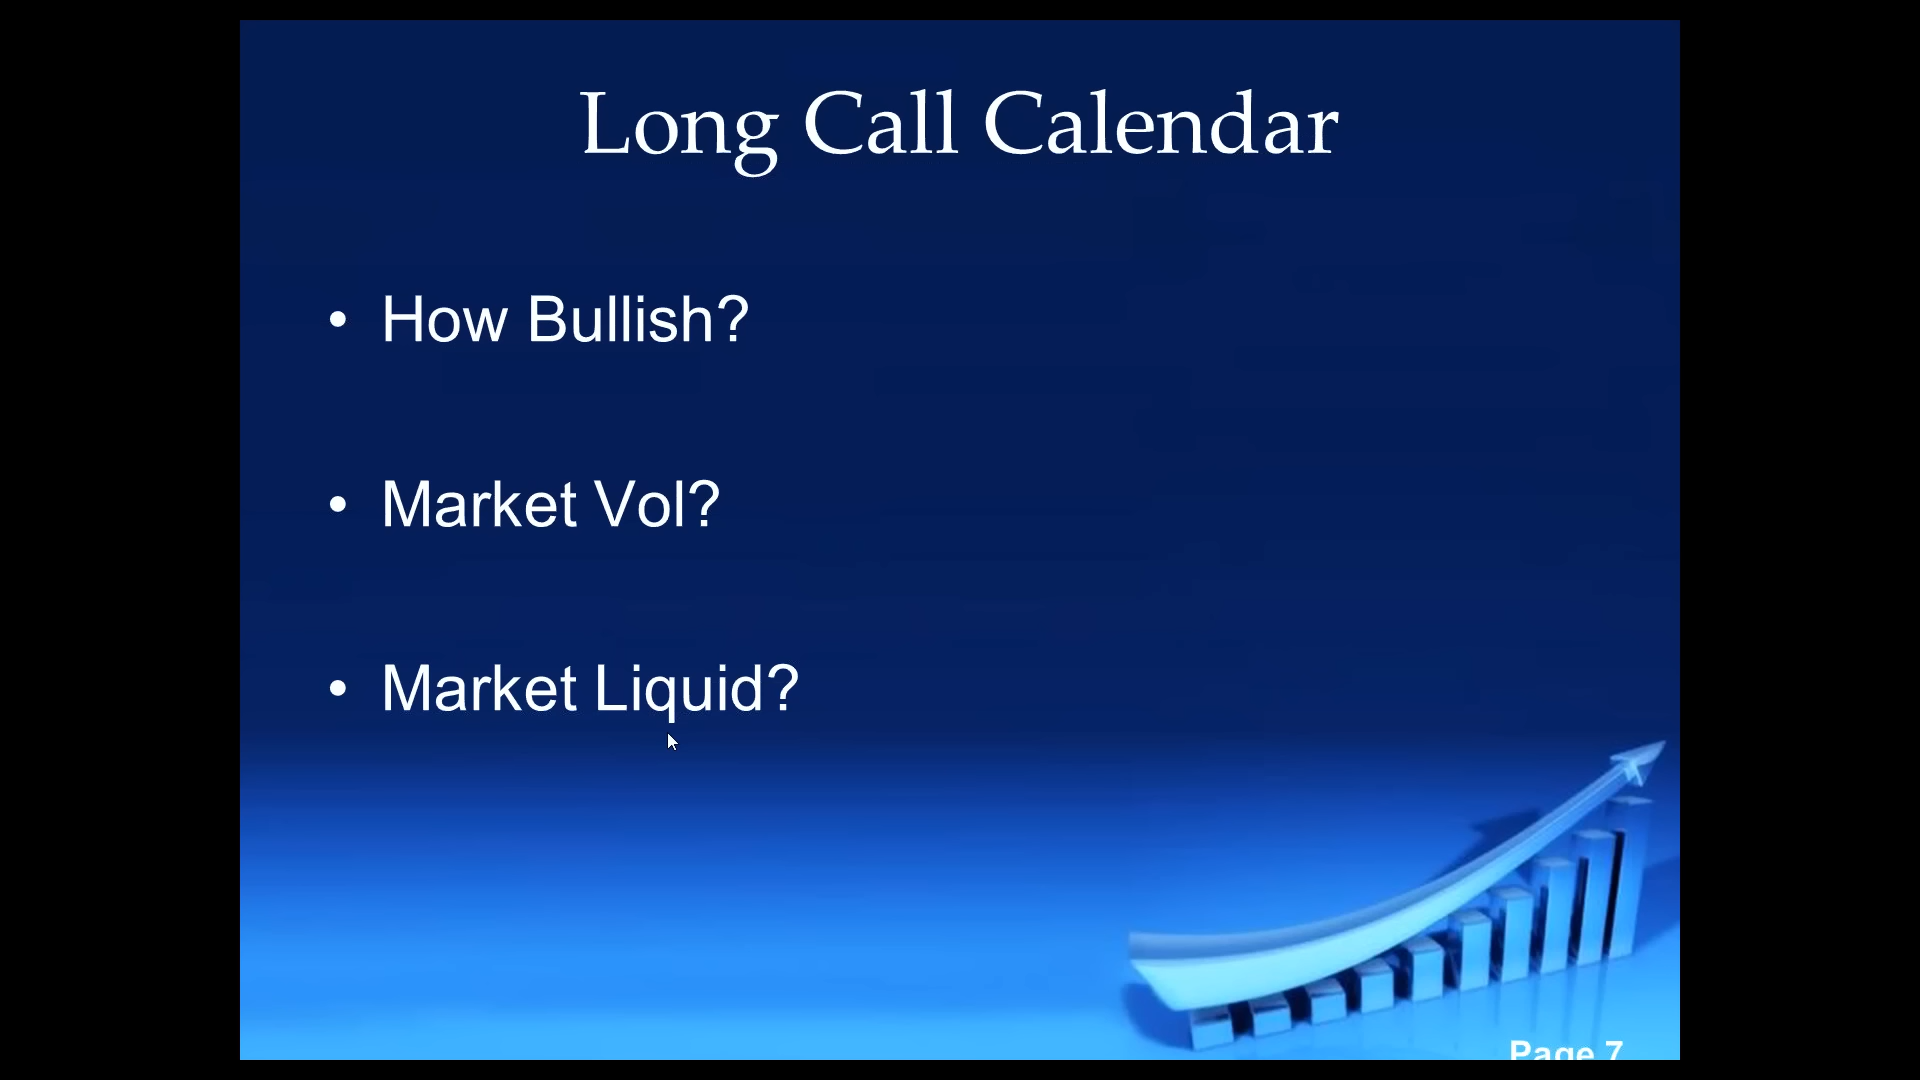 Long Call Calendar
• How Bullish?
• Market Vol?
• Market Liquid?
Page 7